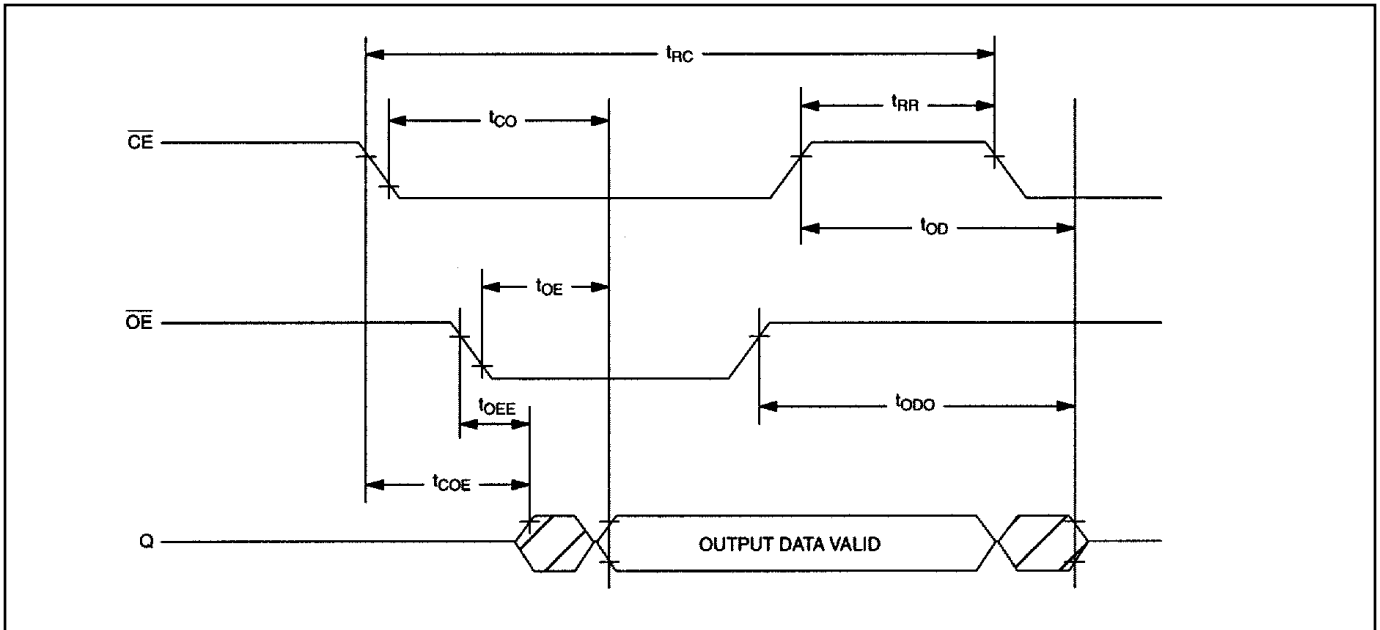 tRC
tRR
tCO
CE
tOD
tOE
OE
tODO
tOEE
tCOE
Q
OUTPUT DATA VALID